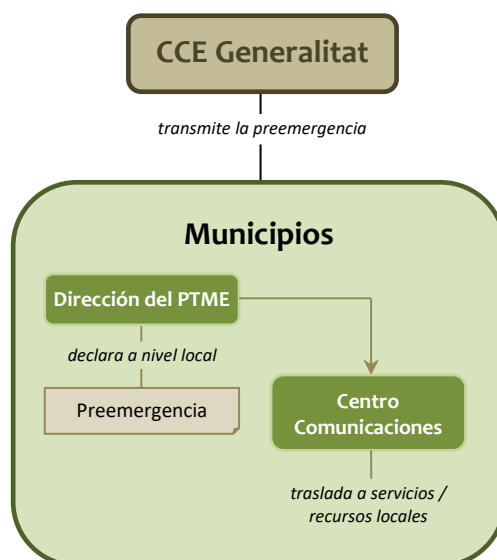 CCE Generalitat
transmite la preemergencia
Municipios
Dirección del PTME
declara a nivel local
Preemergencia
Centro
Comunicaciones
traslada a servicios /
recursos locales